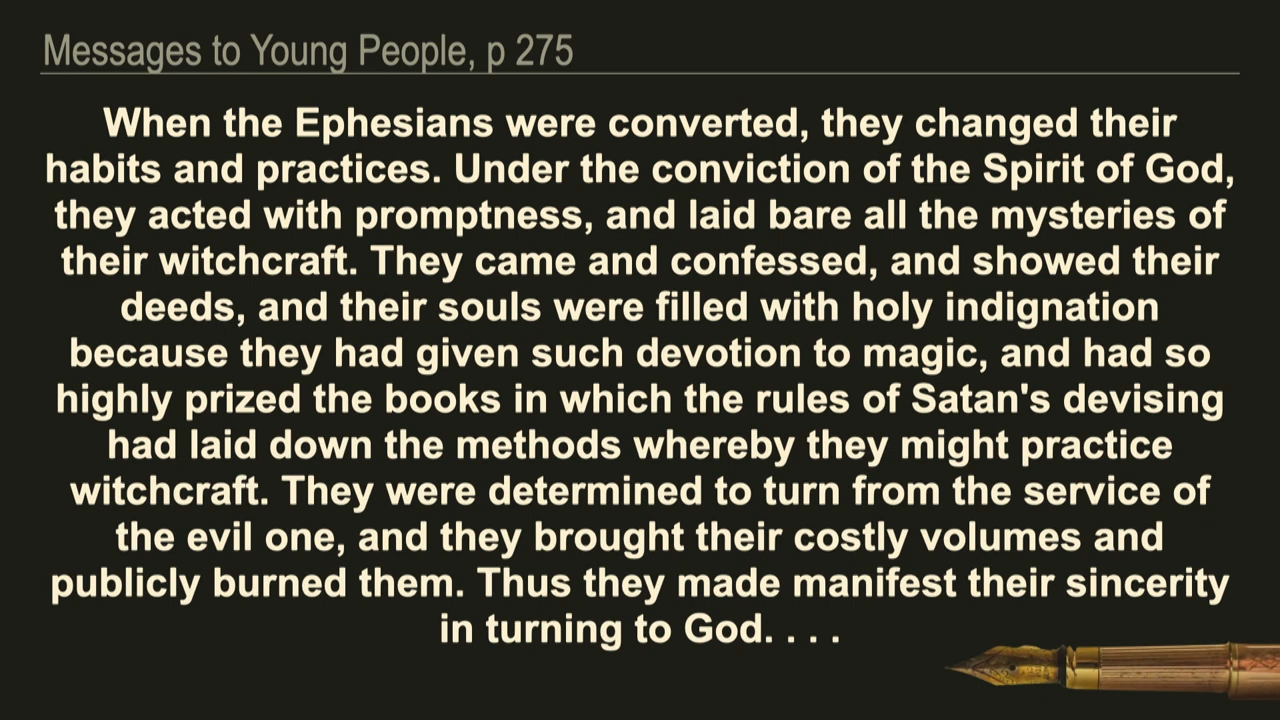 Messages to Young People, p 275
When the Ephesians were converted, they changed their
habits and practices. Under the conviction of the Spirit of God,
they acted with promptness, and laid bare all the mysteries of
their witchcraft. They came and confessed, and showed their
deeds, and their souls were filled with holy indignation
because they had given such devotion to magic, and had so
highly prized the books in which the rules of Satan's devising
had laid down the methods whereby they might practice
witchcraft. They were determined to turn from the service of
the evil one, and they brought their costly volumes and
publicly burned them. Thus they made manifest their sincerity
in turning to God. . . .